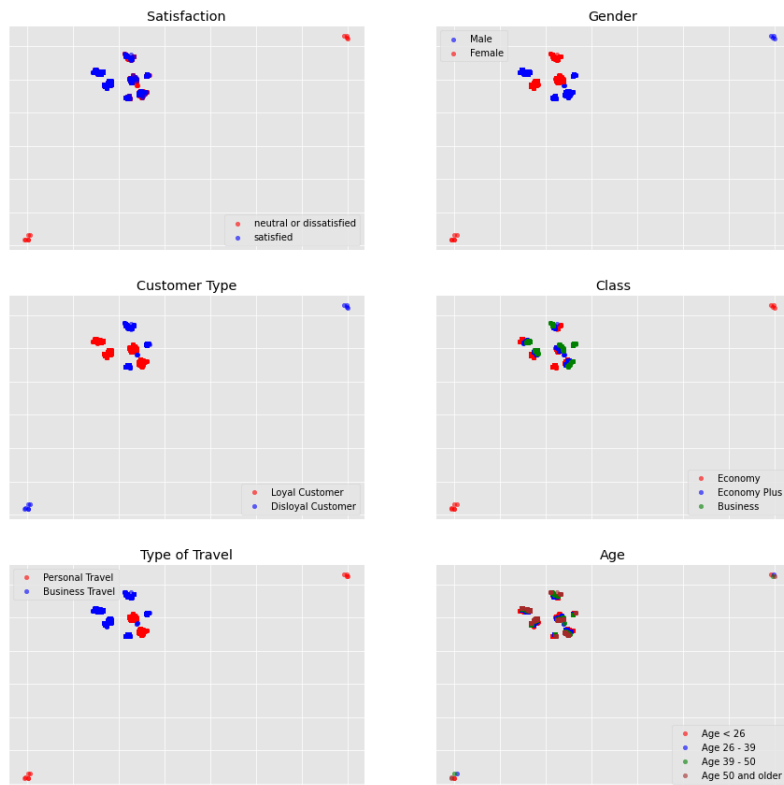 Satisfaction
neutral or dissatisfied
satisfied
Gender
Male
Female
Customer Type
Loyal Customer
Disloyal Customer
Class
Economy
Economy Plus
Business
Type of Travel
Personal Travel
Business Travel
Age
Age < 26
Age 26 - 39
Age 39 - 50
Age 50 and older